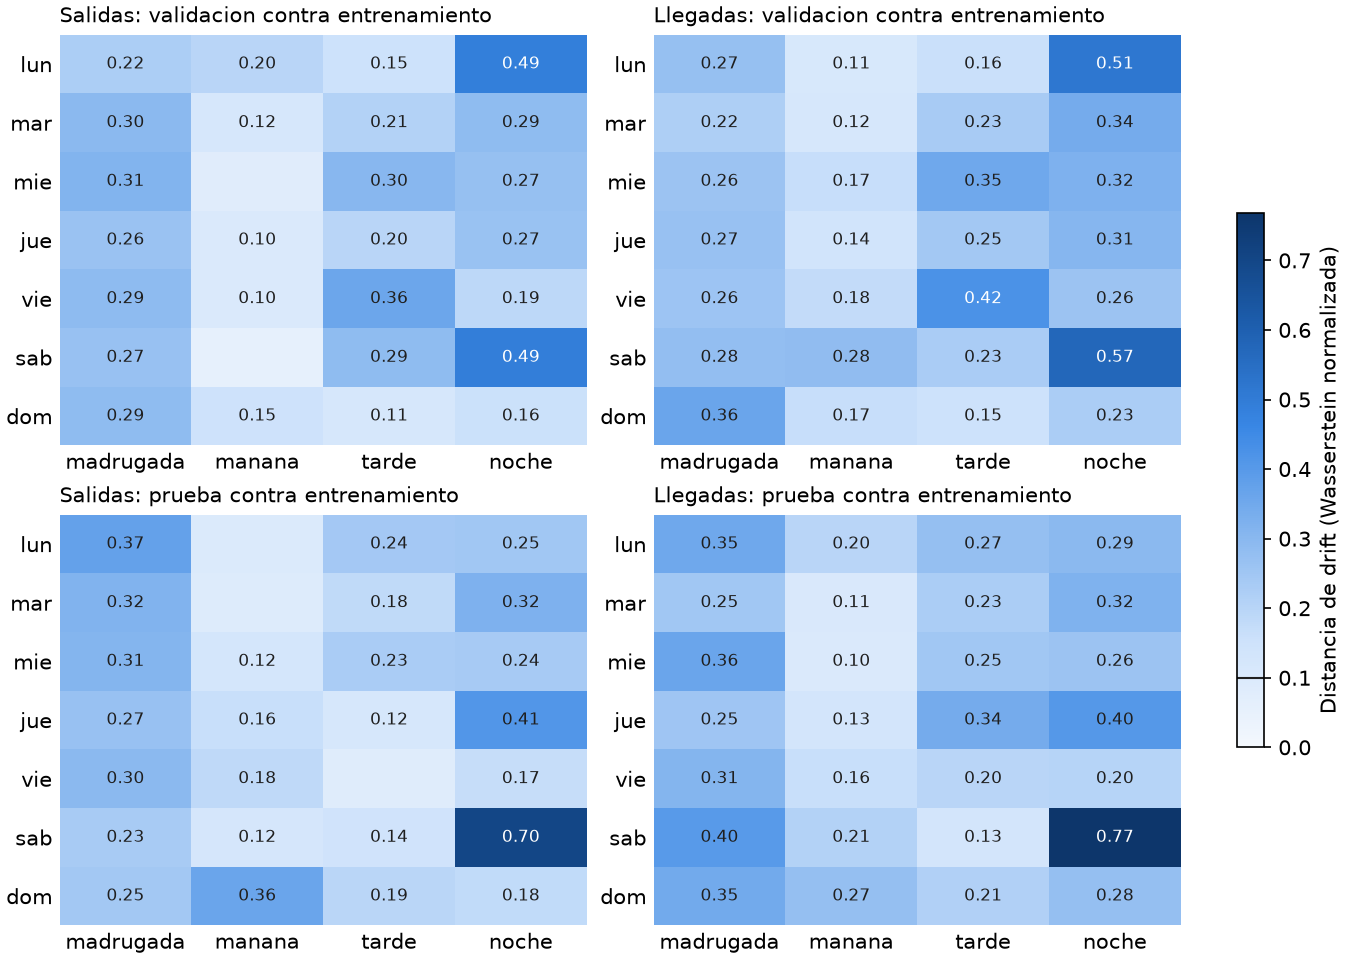 Salidas: validacion contra entrenamiento
lun 0.22 0.20 0.15 0.49
mar 0.30 0.12 0.21 0.29
mie 0.31 0.30 0.27
jue 0.26 0.10 0.20 0.27
vie 0.29 0.10 0.36 0.19
sab 0.27 0.29 0.49
dom 0.29 0.15 0.11 0.16
madrugada manana tarde noche
Llegadas: validacion contra entrenamiento
lun 0.27 0.11 0.16 0.51
mar 0.22 0.12 0.23 0.34
mie 0.26 0.17 0.35 0.32
jue 0.27 0.14 0.25 0.31
vie 0.26 0.18 0.42 0.26
sab 0.28 0.28 0.23 0.57
dom 0.36 0.17 0.15 0.23
madrugada manana tarde noche
Salidas: prueba contra entrenamiento
lun 0.37 0.24 0.25
mar 0.32 0.18 0.32
mie 0.31 0.12 0.23 0.24
jue 0.27 0.16 0.12 0.41
vie 0.30 0.18 0.17
sab 0.23 0.12 0.14 0.70
dom 0.25 0.36 0.19 0.18
madrugada manana tarde noche
Llegadas: prueba contra entrenamiento
lun 0.35 0.20 0.27 0.29
mar 0.25 0.11 0.23 0.32
mie 0.36 0.10 0.25 0.26
jue 0.25 0.13 0.34 0.40
vie 0.31 0.16 0.20 0.20
sab 0.40 0.21 0.13 0.77
dom 0.35 0.27 0.21 0.28
madrugada manana tarde noche
0.7
0.6
0.5
0.4
0.3
0.2
0.1
0.0
Distancia de drift (Wasserstein normalizada)